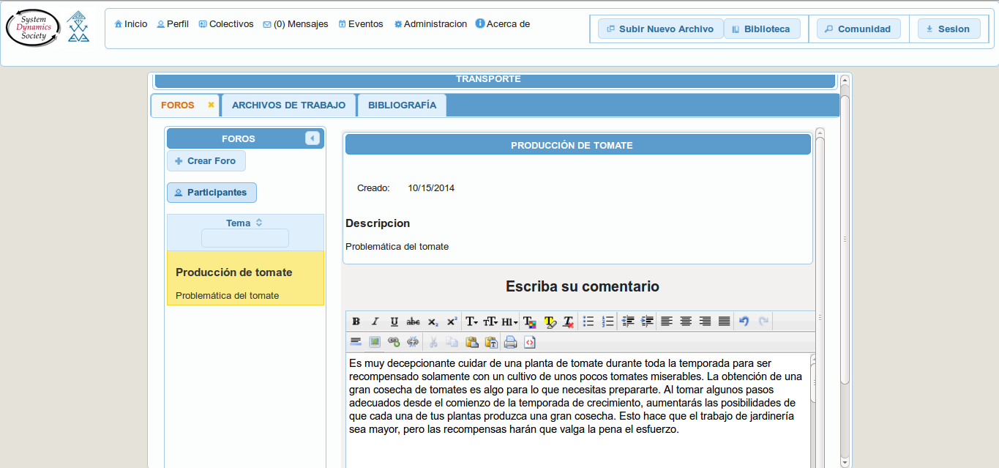 System
Dynamics
Society
Inicio Perfil Colectivos (0) Mensajes Eventos Administracion Acerca de
Subir Nuevo Archivo Biblioteca Comunidad Sesion
TRANSPORTE
FOROS ARCHIVOS DE TRABAJO BIBLIOGRAFÍA
FOROS
Crear Foro
Participantes
Tema
Producción de tomate
Problemática del tomate
PRODUCCIÓN DE TOMATE
Creado: 10/15/2014
Descripcion
Problemática del tomate
Escriba su comentario
B I U abc x₂ x² T tT H1
Es muy decepcionante cuidar de una planta de tomate durante toda la temporada para ser
recompensado solamente con un cultivo de unos pocos tomates miserables. La obtención de una
gran cosecha de tomates es algo para lo que necesitas prepararte. Al tomar algunos pasos
adecuados desde el comienzo de la temporada de crecimiento, aumentarás las posibilidades de
que cada una de tus plantas produzca una gran cosecha. Esto hace que el trabajo de jardinería
sea mayor, pero las recompensas harán que valga la pena el esfuerzo.